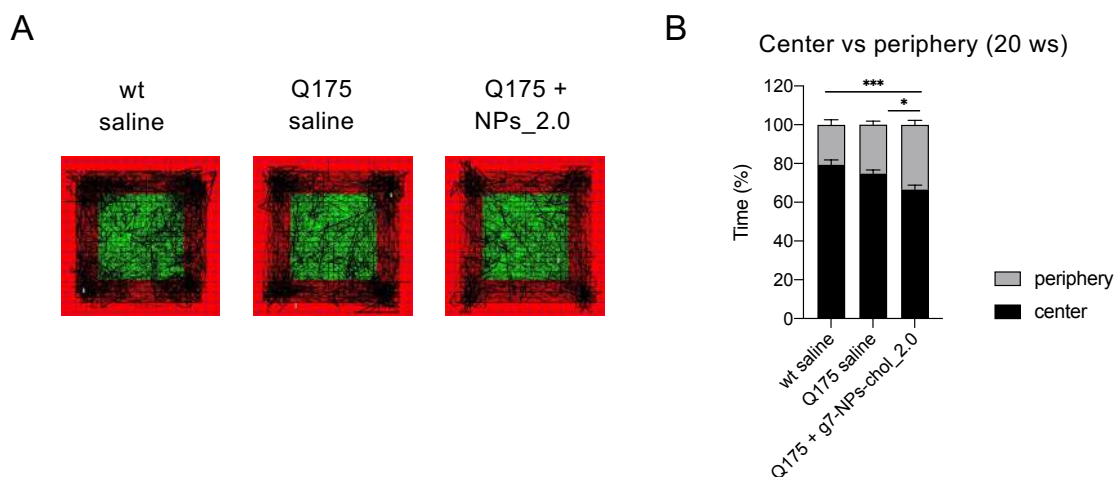 A
wt
saline
Q175
saline
Q175 +
NPs_2.0
B
Center vs periphery (20 ws)
***
*
120
100
80
60
40
20
0
Time (%)
wt saline
Q175 saline
Q175 + g7-NPs-chol_2.0
periphery
center